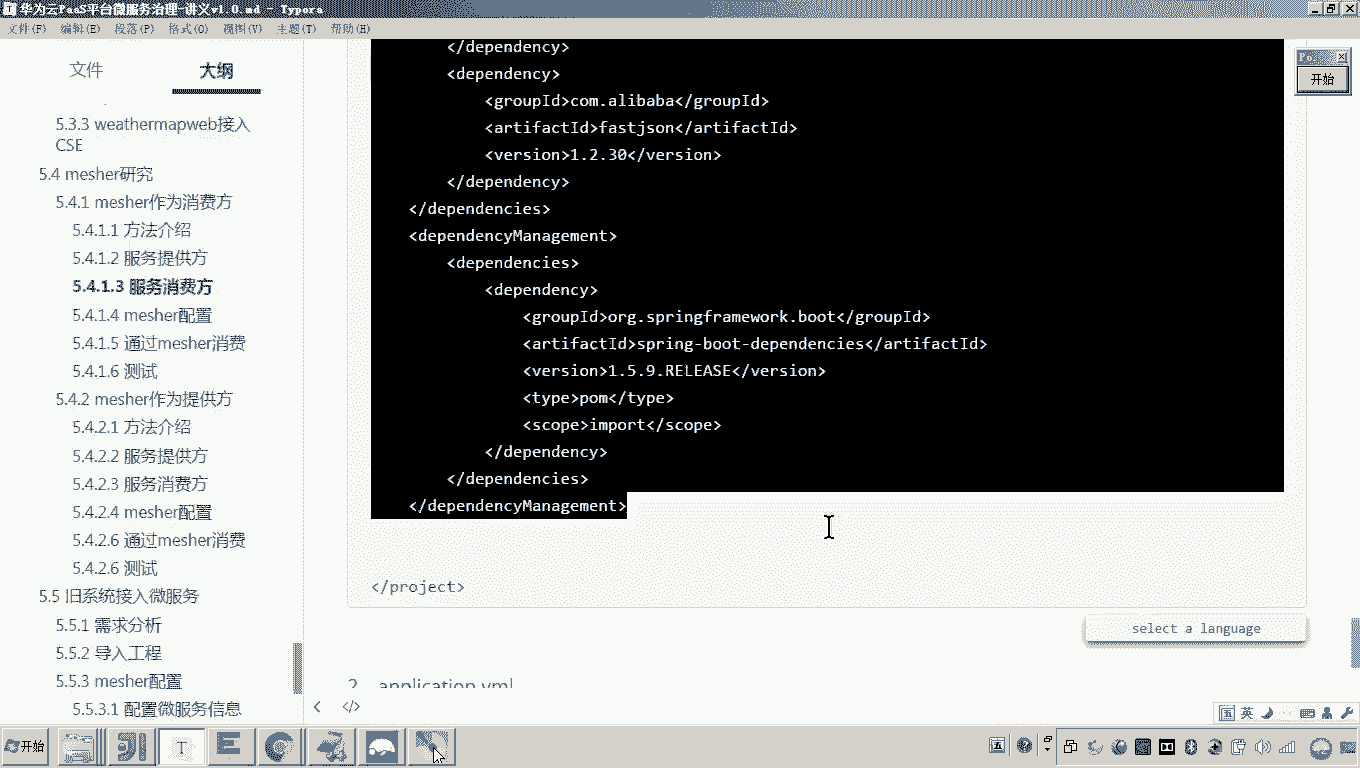 华为云PaaS平台微服务治理-讲义v1.0.md - Typora
文件(F) 编辑(E) 段落(P) 格式(O) 视图(V) 主题(T) 帮助(H)
文件 大纲
5.3.3 weathermapweb接入
CSE
5.4 mesher研究
5.4.1 mesher作为消费方
5.4.1.1 方法介绍
5.4.1.2 服务提供方
5.4.1.3 服务消费方
5.4.1.4 mesher配置
5.4.1.5 通过mesher消费
5.4.1.6 测试
5.4.2 mesher作为提供方
5.4.2.1 方法介绍
5.4.2.2 服务提供方
5.4.2.3 服务消费方
5.4.2.4 mesher配置
5.4.2.6 通过mesher消费
5.4.2.6 测试
5.5 旧系统接入微服务
5.5.1 需求分析
5.5.2 导入工程
5.5.3 mesher配置
5.5.3.1 配置微服务信息
</dependency>
<dependency>
<groupId>com.alibaba</groupId>
<artifactId>fastjson</artifactId>
<version>1.2.30</version>
</dependency>
</dependencies>
<dependencyManagement>
<dependencies>
<dependency>
<groupId>org.springframework.boot</groupId>
<artifactId>spring-boot-dependencies</artifactId>
<version>1.5.9.RELEASE</version>
<type>pom</type>
<scope>import</scope>
</dependency>
</dependencies>
</dependencyManagement>
</project>
select a language
2、application.yml
Po
开始
英
开始